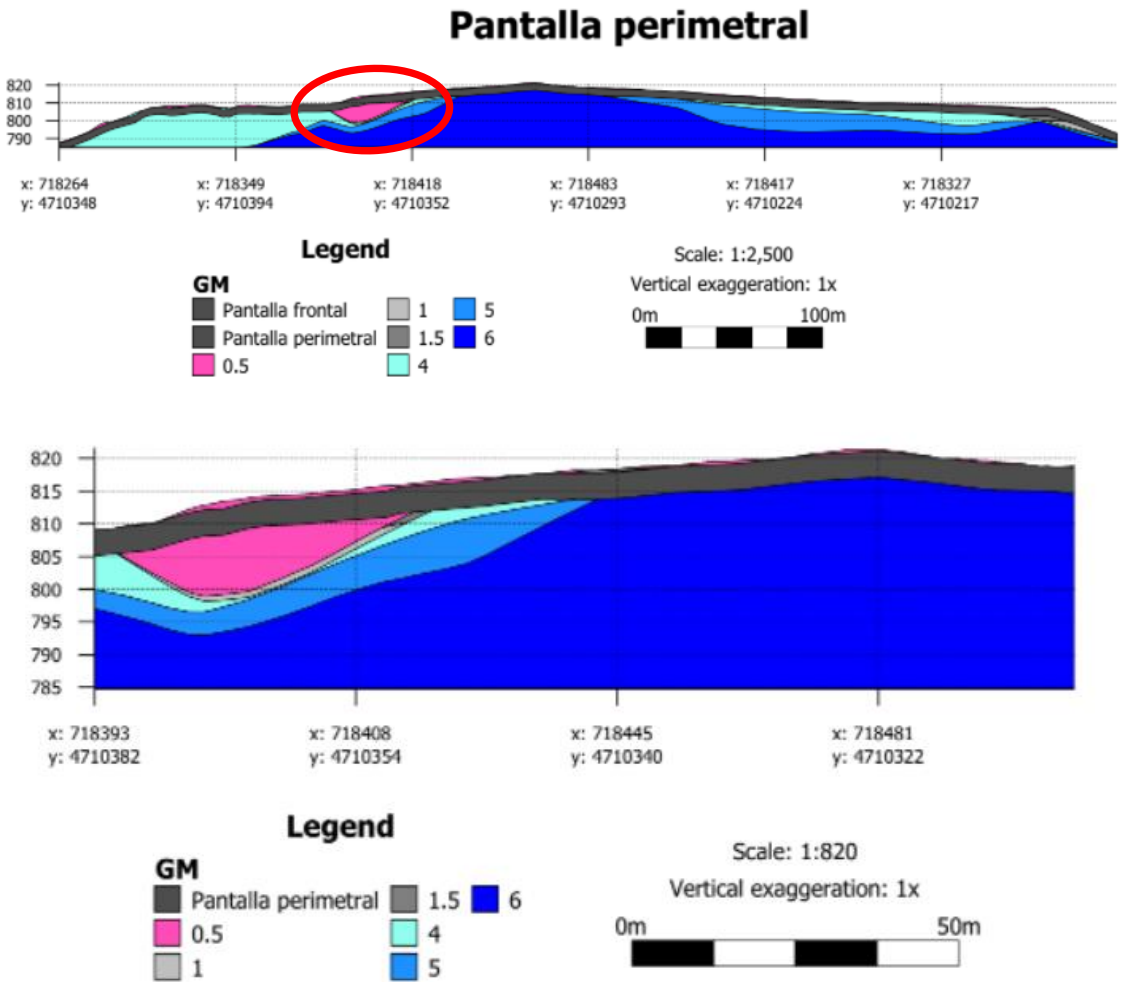 Pantalla perimetral
820
810
800
790
x: 718264 x: 718349 x: 718418 x: 718483 x: 718417 x: 718327
y: 4710348 y: 4710394 y: 4710352 y: 4710293 y: 4710224 y: 4710217
Legend
GM
Pantalla frontal 1 5
Pantalla perimetral 1.5 6
0.5 4
Scale: 1:2,500
Vertical exaggeration: 1x
0m 100m
820
815
810
805
800
795
790
785
x: 718393 x: 718408 x: 718445 x: 718481
y: 4710382 y: 4710354 y: 4710340 y: 4710322
Legend
GM
Pantalla perimetral 1.5 6
0.5 4
1 5
Scale: 1:820
Vertical exaggeration: 1x
0m 50m